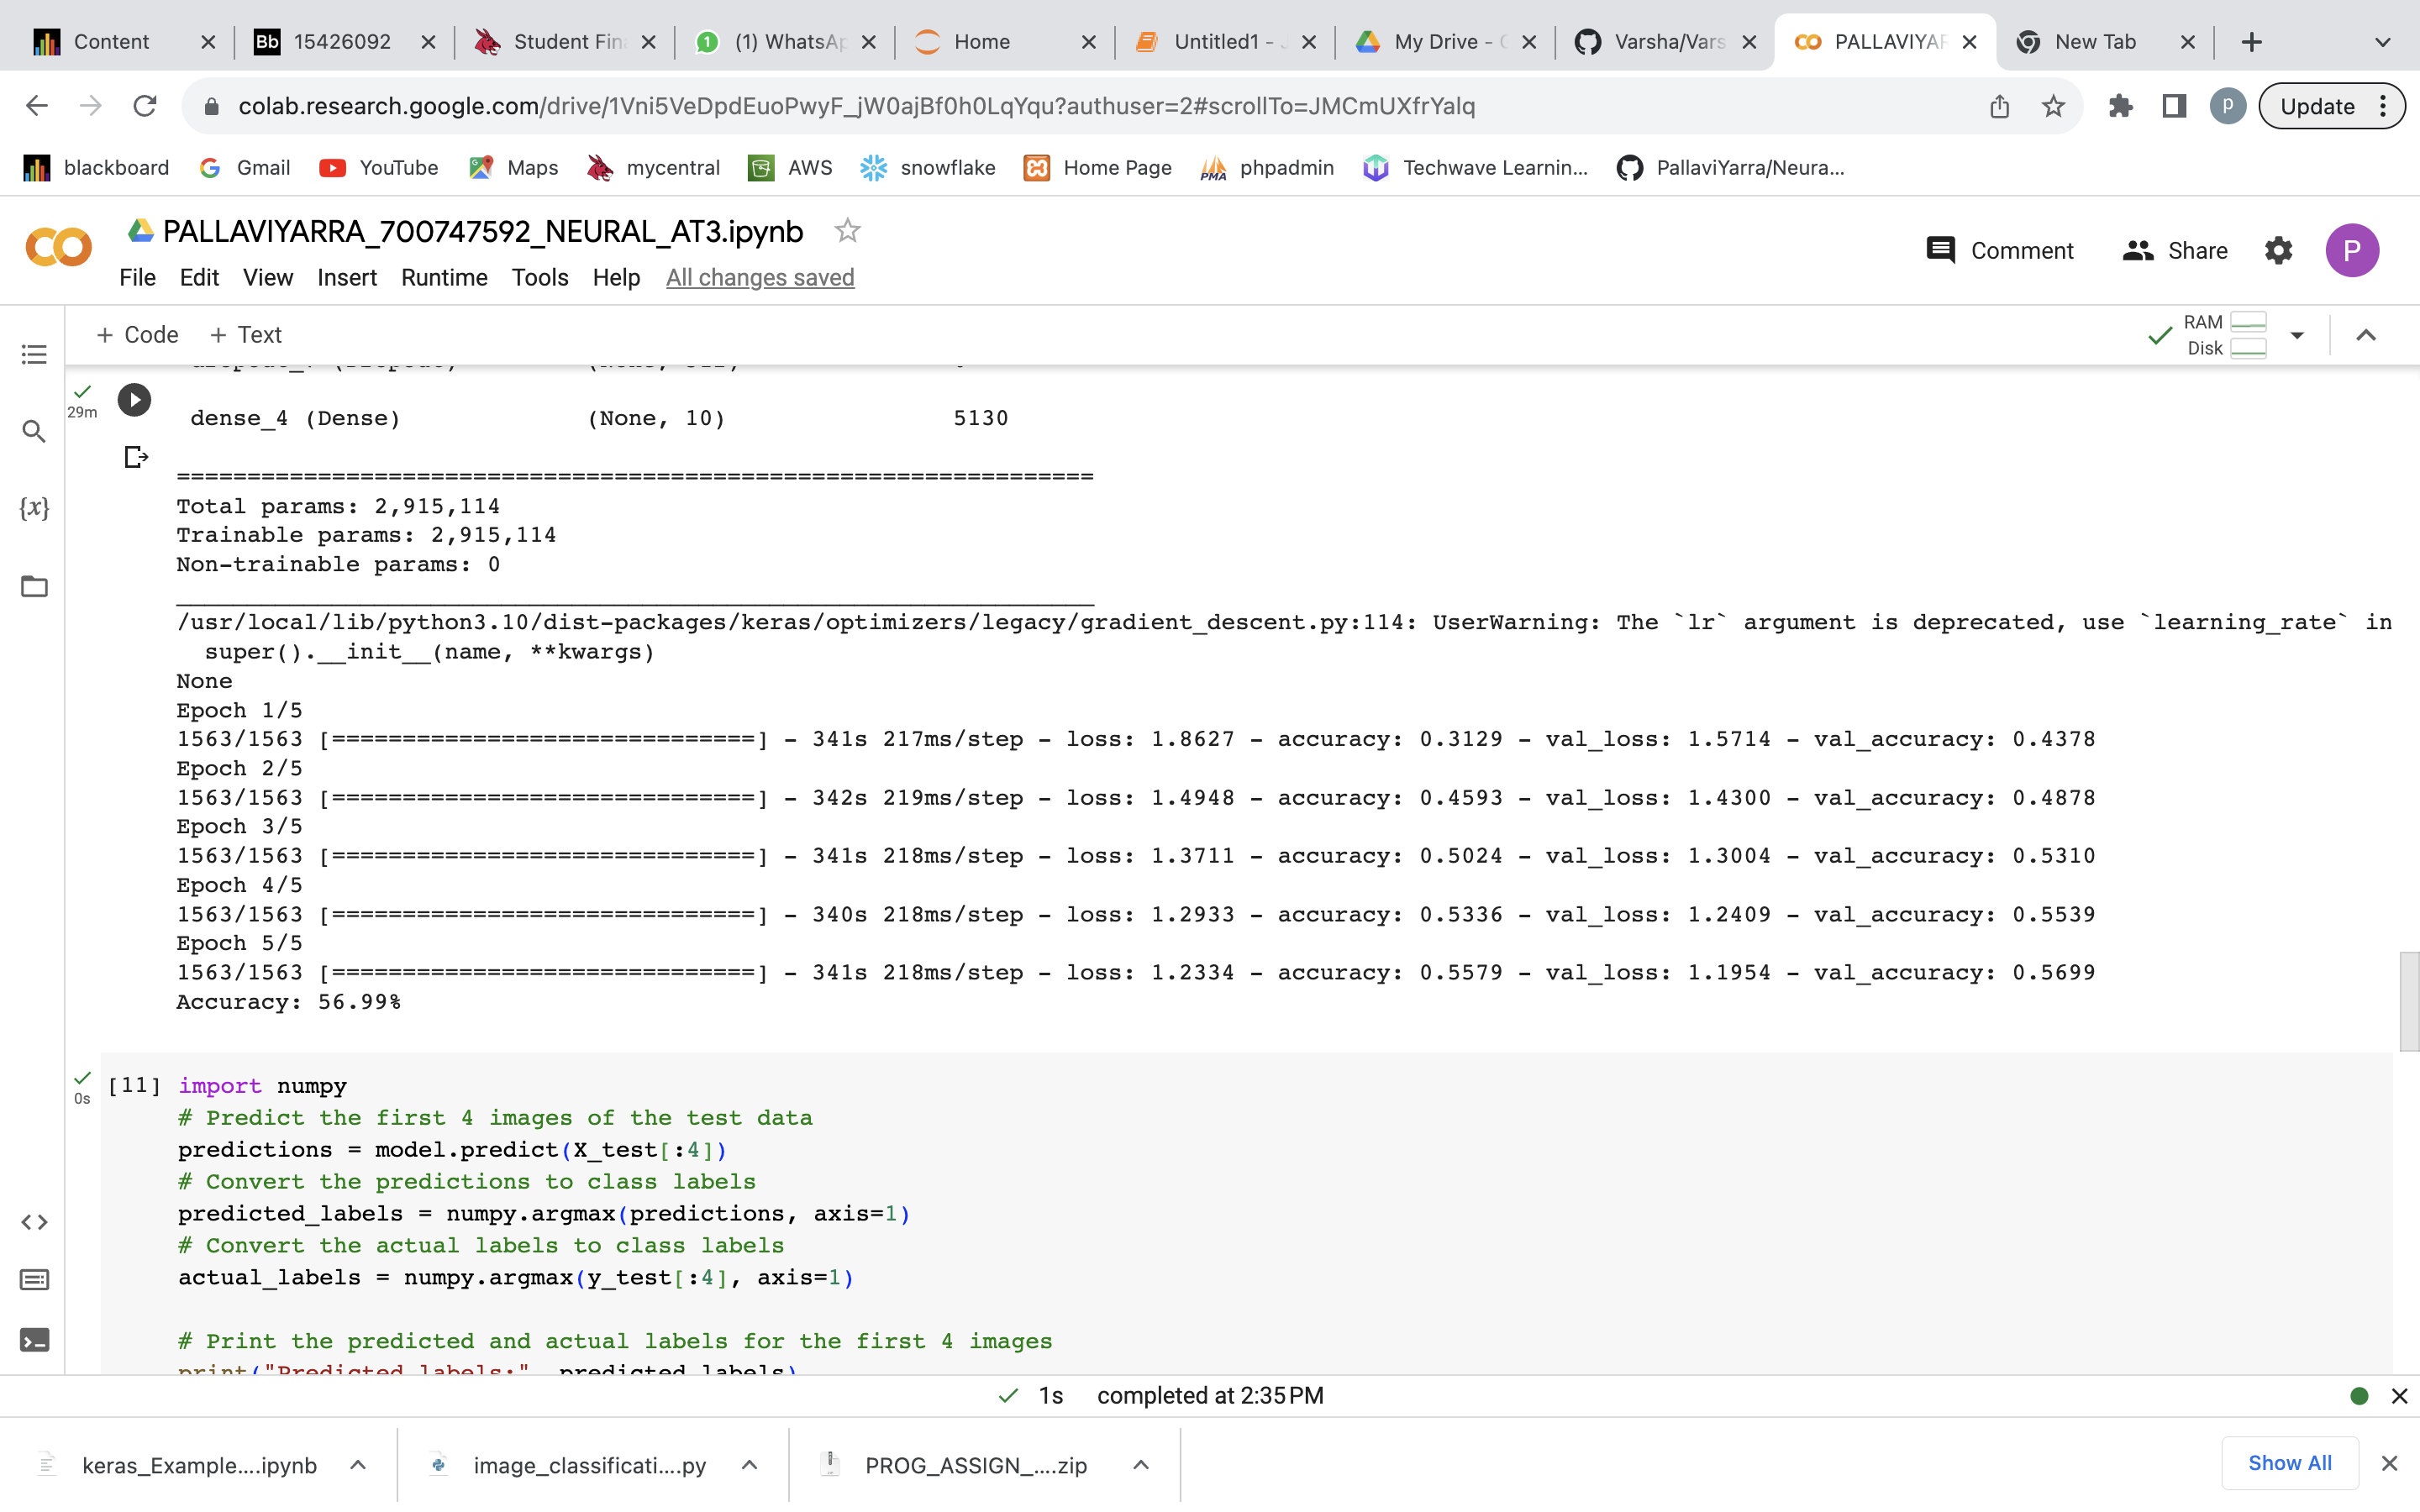 Content
Bb 15426092
Student Fin
1 (1) WhatsAp
Home
Untitled1 -
My Drive -
Varsha/Vars
PALLAVIYAR
New Tab
colab.research.google.com/drive/1Vni5VeDpdEuoPwyF_jW0ajBf0h0LqYqu?authuser=2#scrollTo=JMCmUXfrYalq
P
Update
blackboard
Gmail
YouTube
Maps
mycentral
AWS
snowflake
Home Page
PMA phpadmin
Techwave Learnin...
PallaviYarra/Neura...
PALLAVIYARRA_700747592_NEURAL_AT3.ipynb
Comment
Share
P
File Edit View Insert Runtime Tools Help All changes saved
+ Code + Text
RAM
Disk
29m
dense_4 (Dense) (None, 10) 5130
=================================================================
Total params: 2,915,114
Trainable params: 2,915,114
Non-trainable params: 0
_________________________________________________________________
/usr/local/lib/python3.10/dist-packages/keras/optimizers/legacy/gradient_descent.py:114: UserWarning: The `lr` argument is deprecated, use `learning_rate` in
super().__init__(name, **kwargs)
None
Epoch 1/5
1563/1563 [==============================] - 341s 217ms/step - loss: 1.8627 - accuracy: 0.3129 - val_loss: 1.5714 - val_accuracy: 0.4378
Epoch 2/5
1563/1563 [==============================] - 342s 219ms/step - loss: 1.4948 - accuracy: 0.4593 - val_loss: 1.4300 - val_accuracy: 0.4878
Epoch 3/5
1563/1563 [==============================] - 341s 218ms/step - loss: 1.3711 - accuracy: 0.5024 - val_loss: 1.3004 - val_accuracy: 0.5310
Epoch 4/5
1563/1563 [==============================] - 340s 218ms/step - loss: 1.2933 - accuracy: 0.5336 - val_loss: 1.2409 - val_accuracy: 0.5539
Epoch 5/5
1563/1563 [==============================] - 341s 218ms/step - loss: 1.2334 - accuracy: 0.5579 - val_loss: 1.1954 - val_accuracy: 0.5699
Accuracy: 56.99%
{x}
0s
[11] import numpy
# Predict the first 4 images of the test data
predictions = model.predict(X_test[:4])
# Convert the predictions to class labels
predicted_labels = numpy.argmax(predictions, axis=1)
# Convert the actual labels to class labels
actual_labels = numpy.argmax(y_test[:4], axis=1)
# Print the predicted and actual labels for the first 4 images
print("Predicted labels:", predicted_labels)
1s completed at 2:35 PM
keras_Example....ipynb
image_classificati....py
PROG_ASSIGN_....zip
Show All